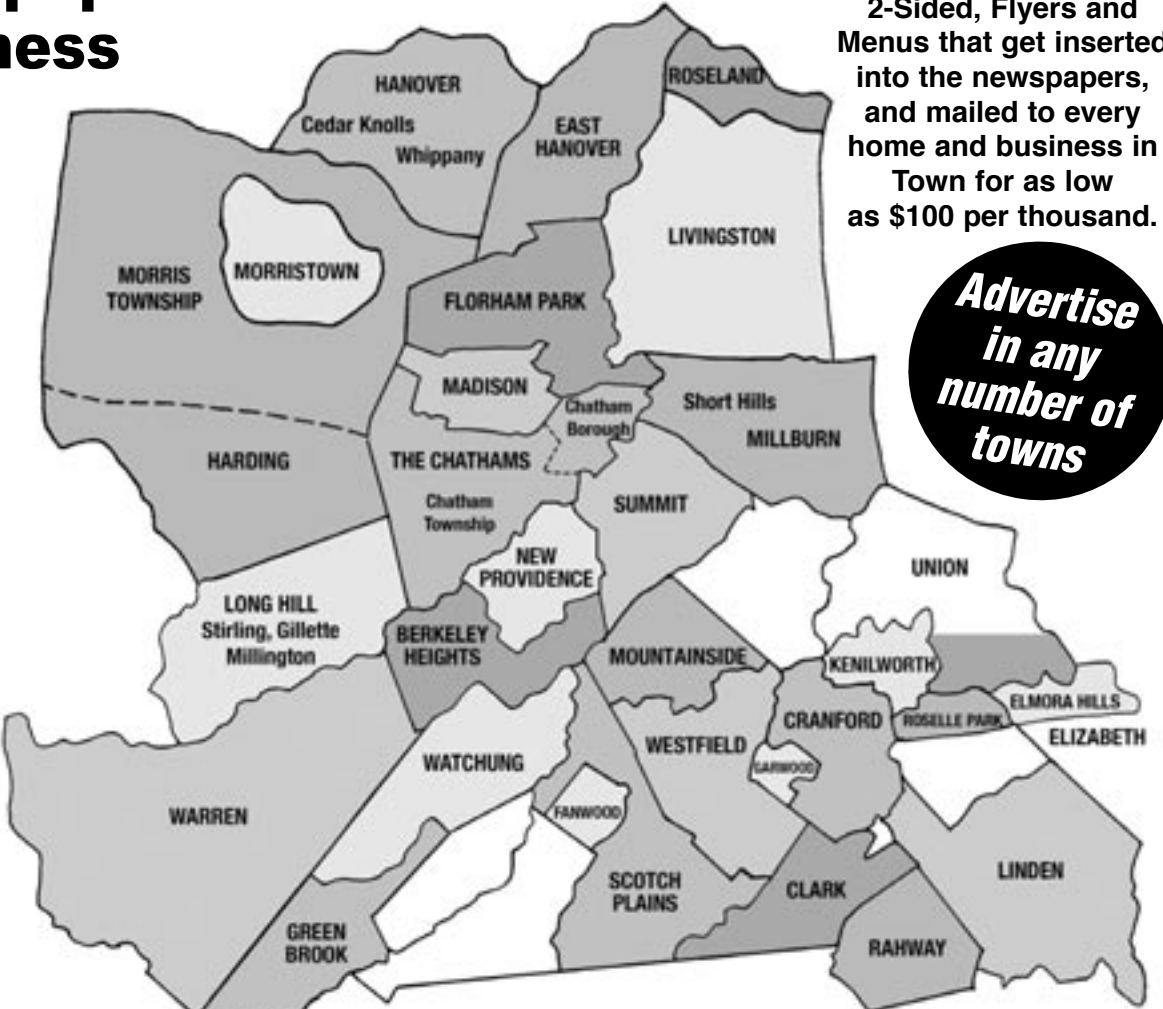 ness
2-Sided, Flyers and
Menus that get inserted
into the newspapers,
and mailed to every
home and business in
Town for as low
as $100 per thousand.
Advertise
in any
number of
towns
HANOVER
Cedar Knolls
Whippany
EAST
HANOVER
ROSELAND
LIVINGSTON
MORRIS
TOWNSHIP
MORRISTOWN
FLORHAM PARK
MADISON
Chatham
Borough
Short Hills
MILLBURN
HARDING
THE CHATHAMS
Chatham
Township
SUMMIT
NEW
PROVIDENCE
UNION
LONG HILL
Stirling, Gillette
Millington
BERKELEY
HEIGHTS
MOUNTAINSIDE
KENILWORTH
ELMORA HILLS
ROSELLE PARK
CRANFORD
ELIZABETH
WESTFIELD
GARWOOD
WATCHUNG
FANWOOD
WARREN
SCOTCH
PLAINS
CLARK
LINDEN
GREEN
BROOK
RAHWAY